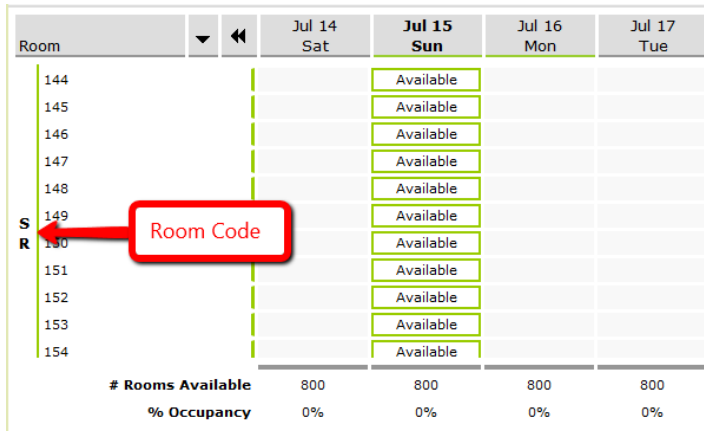 Jul 14 Jul 15 Jul 16 Jul 17
Room Sat Sun Mon Tue
144 Available
145 Available
146 Available
147 Available
148 Available
149 Available
S
Room Code
R 150 Available
151 Available
152 Available
153 Available
154 Available
# Rooms Available 800 800 800 800
% Occupancy 0% 0% 0% 0%